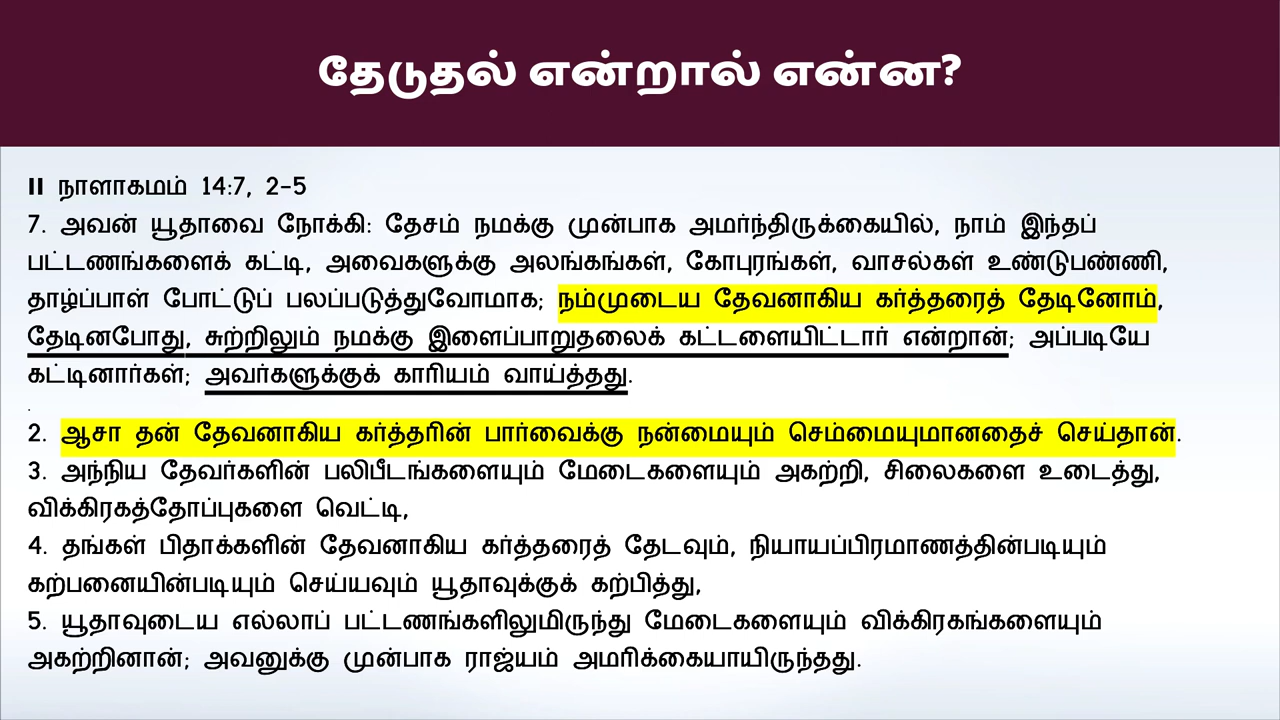 தேடுதல் என்றால் என்ன?
II நாளாகமம் 14:7, 2-5
7. அவன் யூதாவை நோக்கி: தேசம் நமக்கு முன்பாக அமர்ந்திருக்கையில், நாம் இந்தப்
பட்டணங்களைக் கட்டி, அவைகளுக்கு அலங்கங்கள், கோபுரங்கள், வாசல்கள் உண்டுபண்ணி,
தாழ்ப்பாள் போட்டுப் பலப்படுத்துவோமாக; நம்முடைய தேவனாகிய கர்த்தரைத் தேடினோம்,
தேடினபோது, சுற்றிலும் நமக்கு இளைப்பாறுதலைக் கட்டளையிட்டார் என்றான்; அப்படியே
கட்டினார்கள்; அவர்களுக்குக் காரியம் வாய்த்தது.
.
2. ஆசா தன் தேவனாகிய கர்த்தரின் பார்வைக்கு நன்மையும் செம்மையுமானதைச் செய்தான்.
3. அந்நிய தேவர்களின் பலிபீடங்களையும் மேடைகளையும் அகற்றி, சிலைகளை உடைத்து,
விக்கிரகத்தோப்புகளை வெட்டி,
4. தங்கள் பிதாக்களின் தேவனாகிய கர்த்தரைத் தேடவும், நியாயப்பிரமாணத்தின்படியும்
கற்பனையின்படியும் செய்யவும் யூதாவுக்குக் கற்பித்து,
5. யூதாவுடைய எல்லாப் பட்டணங்களிலுமிருந்து மேடைகளையும் விக்கிரகங்களையும்
அகற்றினான்; அவனுக்கு முன்பாக ராஜ்யம் அமரிக்கையாயிருந்தது.